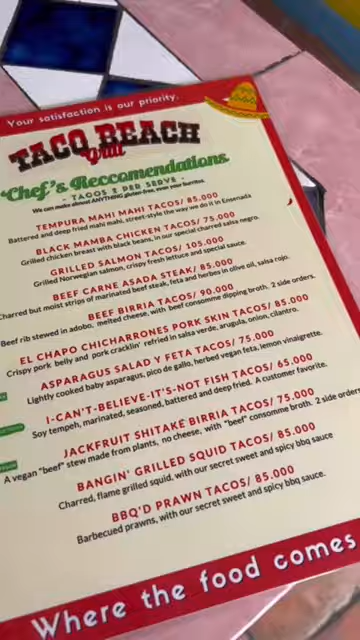 Your satisfaction is our priority.
TACO BEACH
Grill
Chef's Reccomendations
- TACOS 2 PER SERVE -
We can make almost ANYTHING gluten-free, even your burritos.
TEMPURA MAHI MAHI TACOS/ 85.000
Battered and deep fried mahi mahi, street-style the way we do it in Ensenada
BLACK MAMBA CHICKEN TACOS/ 75.000
Grilled chicken breast with black beans, in our special charred salsa negro.
GRILLED SALMON TACOS/ 105.000
Grilled Norwegian salmon, crispy fresh lettuce and special sauce.
BEEF CARNE ASADA STEAK/ 85.000
Charred but moist strips of marinated beef steak, feta and herbes in olive oil, salsa rojo.
BEEF BIRRIA TACOS/ 90.000
Beef rib stewed in adobo, melted cheese, with beef consomme dipping broth. 2 side orders.
EL CHAPO CHICHARRONES PORK SKIN TACOS/ 85.000
Crispy pork belly and pork cracklin' refried in salsa verde, arugula, onion, cilantro.
ASPARAGUS SALAD Y FETA TACOS/ 75.000
Lightly cooked baby asparagus, pico de gallo, herbed vegan feta, lemon vinaigrette.
I-CAN'T-BELIEVE-IT'S-NOT FISH TACOS/ 65.000
Soy tempeh, marinated, seasoned, battered and deep fried. A customer favorite.
JACKFRUIT SHITAKE BIRRIA TACOS/ 75.000
A vegan "beef" stew made from plants, no cheese, with "beef" consomme broth. 2 side orders
BANGIN' GRILLED SQUID TACOS/ 85.000
Charred, flame grilled squid, with our secret sweet and spicy bbq sauce
BBQ'D PRAWN TACOS/ 85.000
Barbecued prawns, with our secret sweet and spicy bbq sauce.
Where the food comes